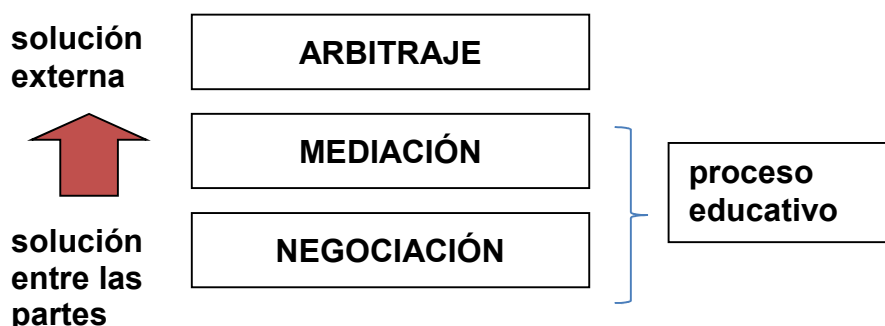 solución
externa
ARBITRAJE
MEDIACIÓN
proceso
educativo
NEGOCIACIÓN
solución
entre las
partes